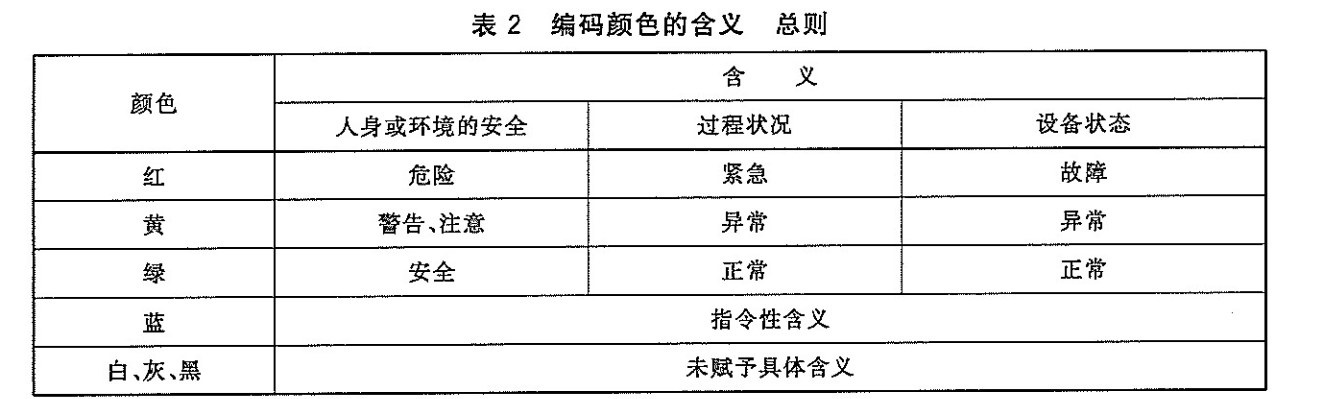 表 2 编码颜色的含义 总则
颜色 含 义
人身或环境的安全 过程状况 设备状态
红 危险 紧急 故障
黄 警告、注意 异常 异常
绿 安全 正常 正常
蓝 指令性含义
白、灰、黑 未赋予具体含义